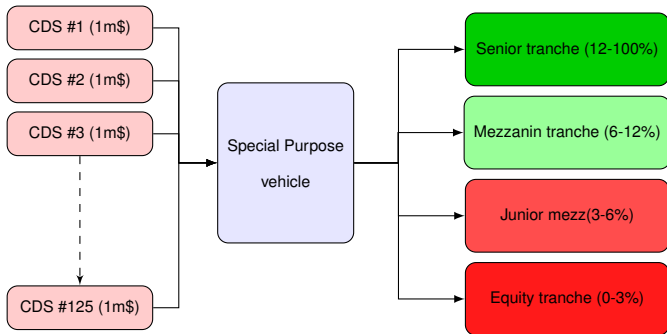 CDS #1 (1m$)
CDS #2 (1m$)
CDS #3 (1m$)
CDS #125 (1m$)
Special Purpose
vehicle
Senior tranche (12-100%)
Mezzanin tranche (6-12%)
Junior mezz(3-6%)
Equity tranche (0-3%)